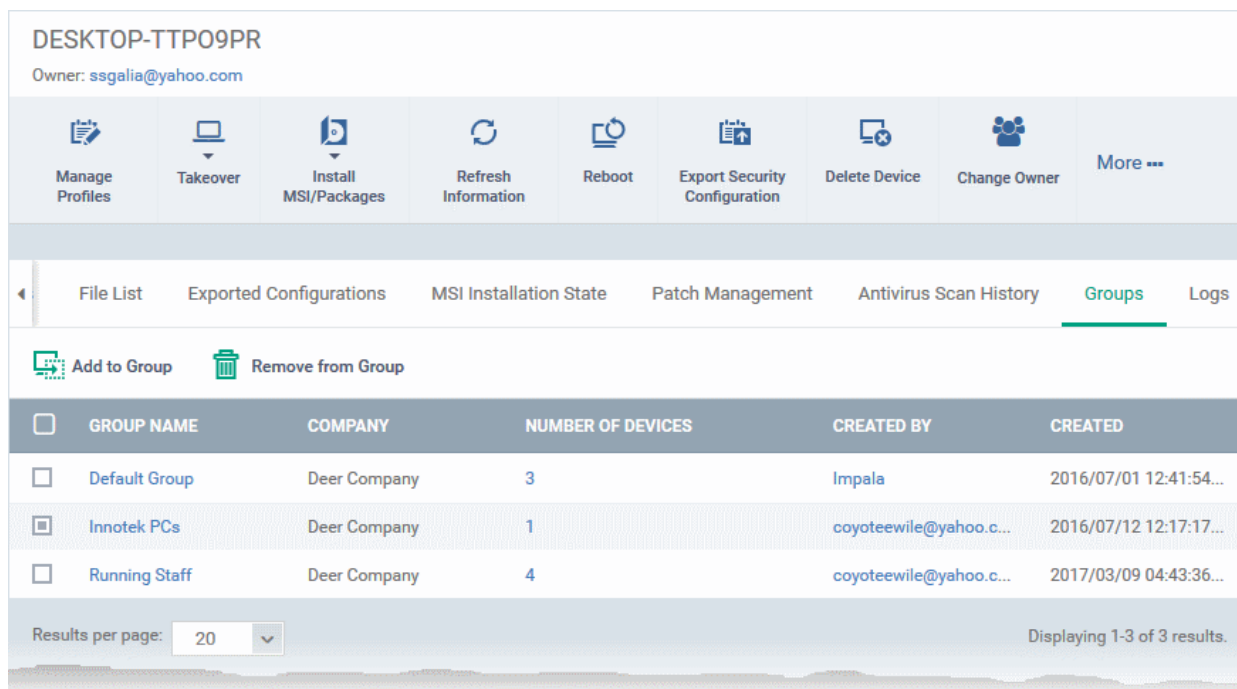 DESKTOP-TTPO9PR
Owner: ssgalia@yahoo.com
Manage Profiles
Takeover
Install MSI/Packages
Refresh Information
Reboot
Export Security Configuration
Delete Device
Change Owner
More
File List Exported Configurations MSI Installation State Patch Management Antivirus Scan History Groups Logs
Add to Group Remove from Group
GROUP NAME COMPANY NUMBER OF DEVICES CREATED BY CREATED
Default Group Deer Company 3 Impala 2016/07/01 12:41:54...
Innotek PCs Deer Company 1 coyoteewile@yahoo.c... 2016/07/12 12:17:17...
Running Staff Deer Company 4 coyoteewile@yahoo.c... 2017/03/09 04:43:36...
Results per page: 20 Displaying 1-3 of 3 results.